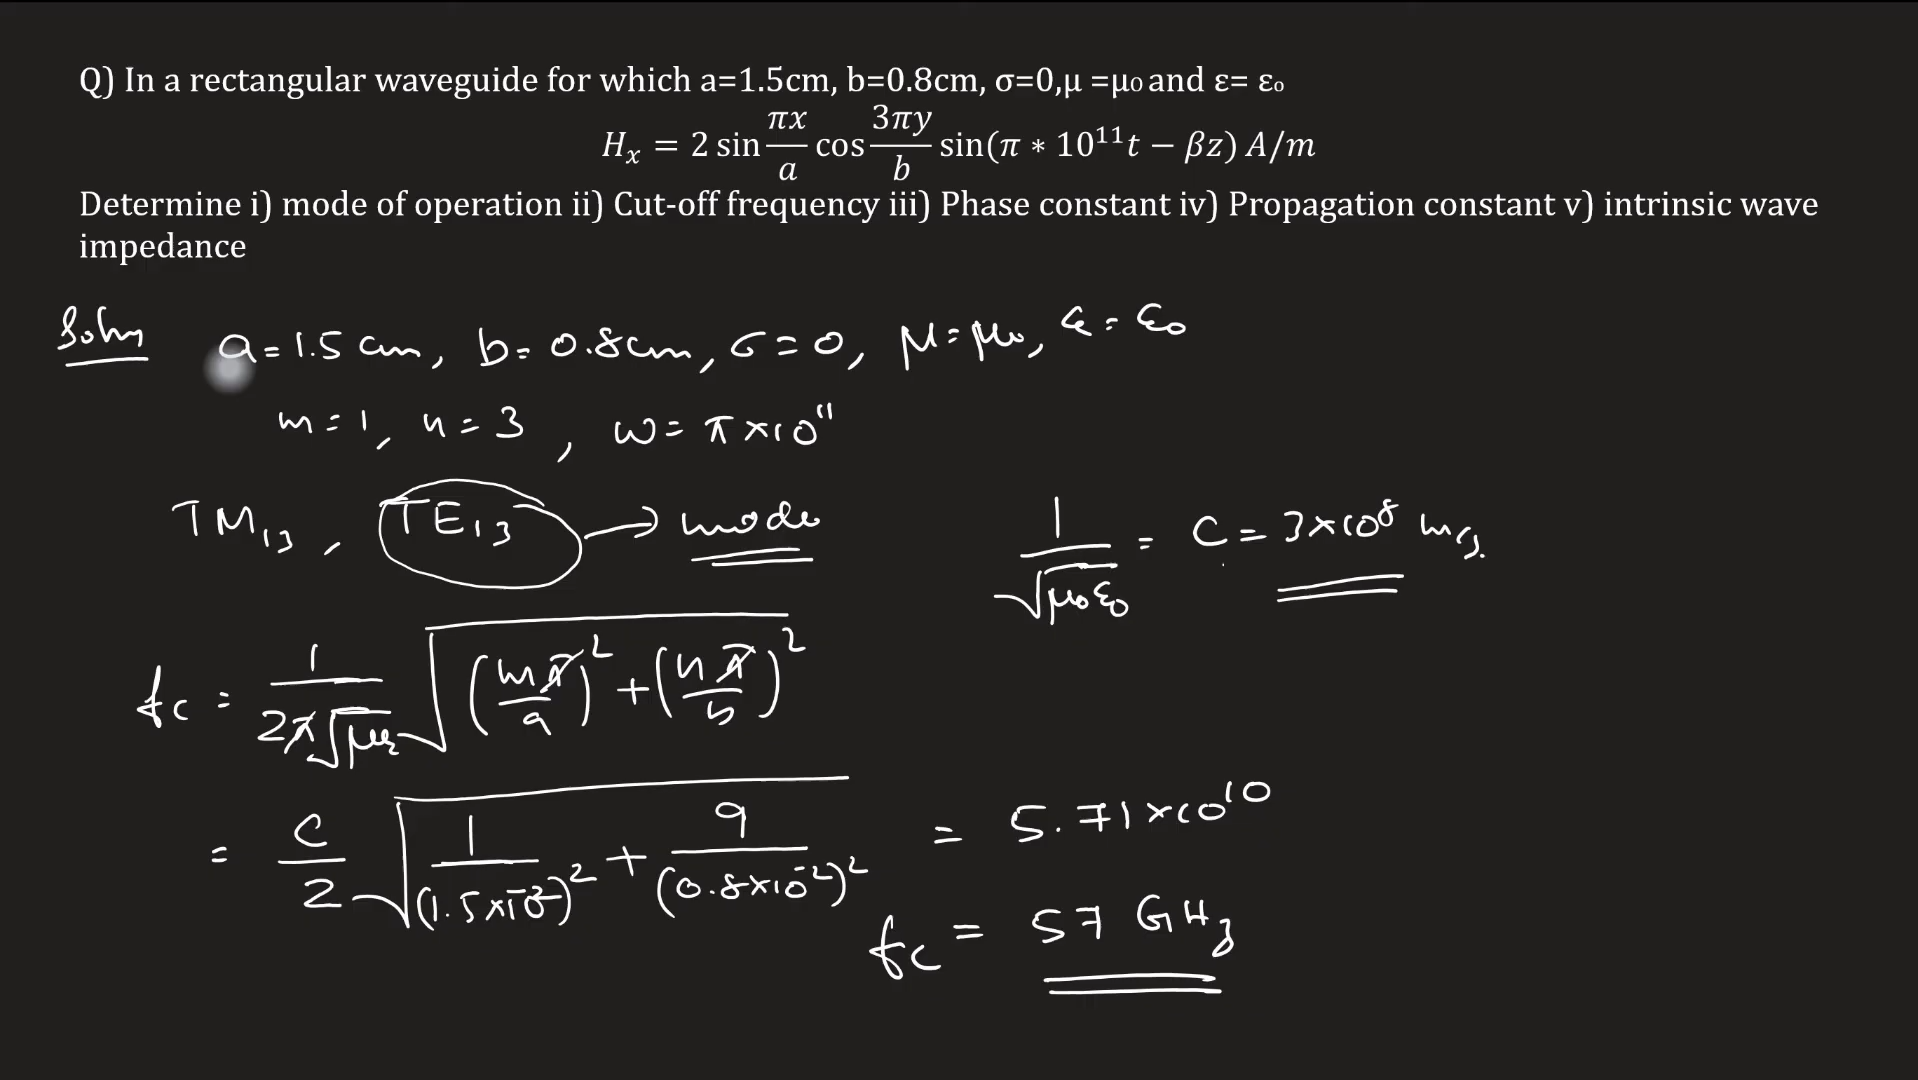 Q) In a rectangular waveguide for which a=1.5cm, b=0.8cm, σ=0,μ =μ₀ and ε= ε₀
Hₓ = 2 sin πx/a cos 3πy/b sin(π ∗ 10¹¹t − βz) A/m
Determine i) mode of operation ii) Cut-off frequency iii) Phase constant iv) Propagation constant v) intrinsic wave
impedance
Soln a=1.5 cm, b=0.8cm, σ=0, μ=μ₀, ε=ε₀
m=1, n=3, ω=π×10¹¹
TM₁₃, TE₁₃ → mode
1/√(μ₀ε₀) = C = 3×10⁸ m/s.
fc = 1/(2π√(με)) √((mπ/a)² + (nπ/b)²)
= C/2 √(1/(1.5×10⁻²)² + 9/(0.8×10⁻²)²) = 5.71×10¹⁰
fc = 57 GHz